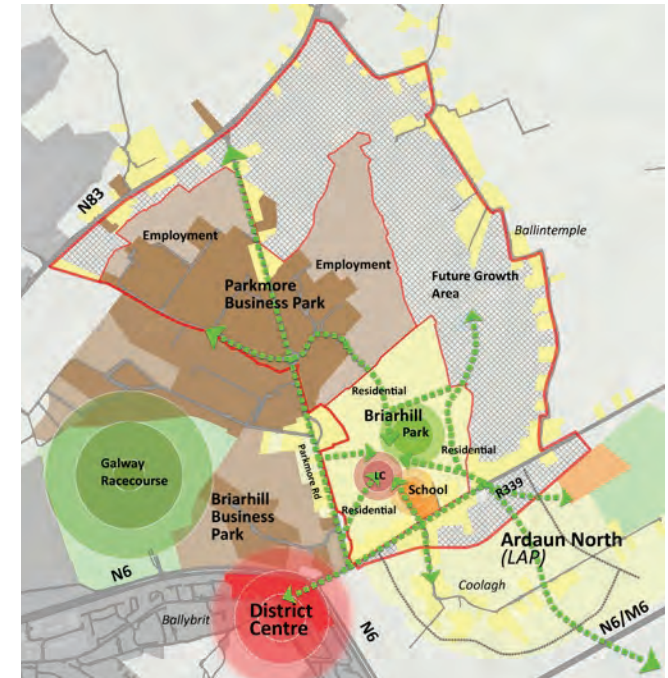 N83
Employment
Parkmore
Business Park
Employment
Ballintemple
Future Growth
Area
Residential
Briarhill
Park
Residential
Galway
Racecourse
Parkmore Rd
LC
School
R339
Residential
Briarhill
Business
Park
Ardaun North
(LAP)
N6
Coolagh
District
Centre
Ballybrit
N6
N6/M6